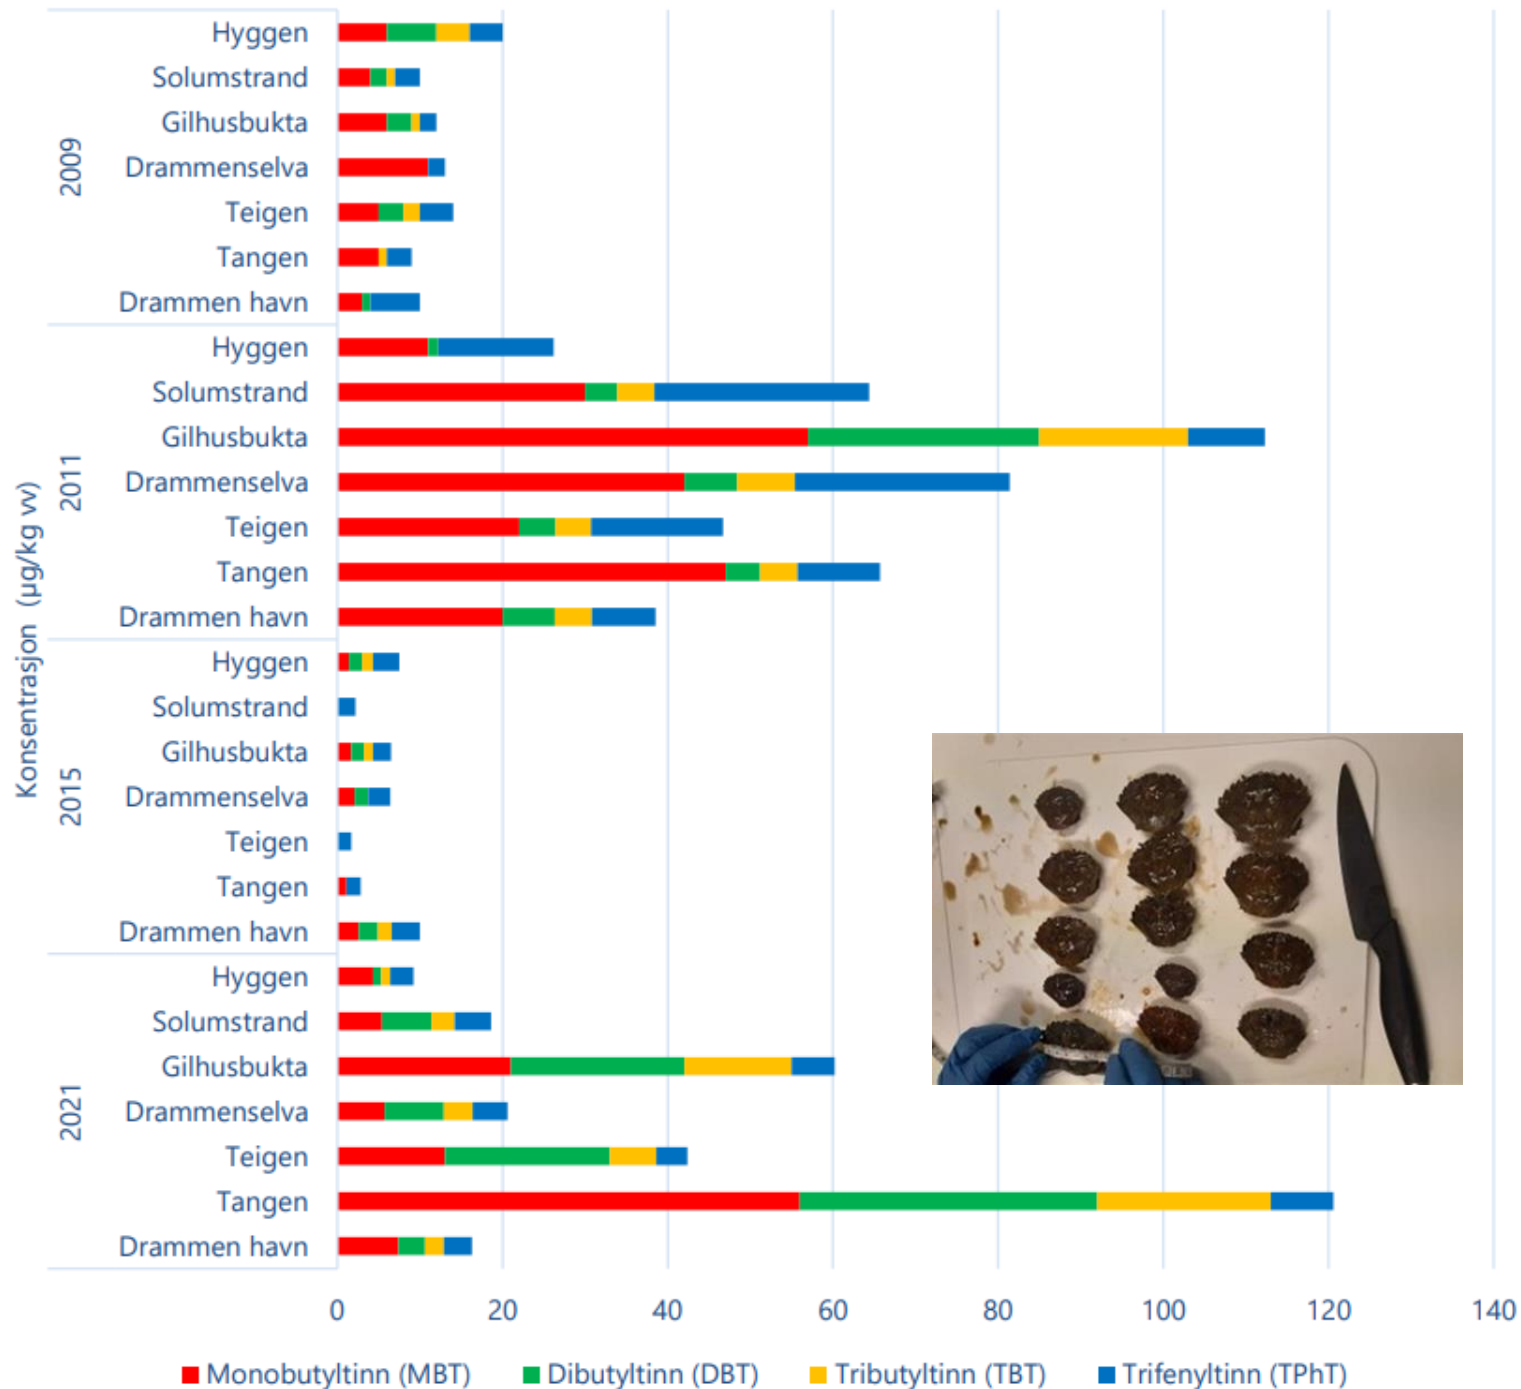 Konsentrasjon (µg/kg vv)
2009
Hyggen
Solumstrand
Gilhusbukta
Drammenselva
Teigen
Tangen
Drammen havn
2011
Hyggen
Solumstrand
Gilhusbukta
Drammenselva
Teigen
Tangen
Drammen havn
2015
Hyggen
Solumstrand
Gilhusbukta
Drammenselva
Teigen
Tangen
Drammen havn
2021
Hyggen
Solumstrand
Gilhusbukta
Drammenselva
Teigen
Tangen
Drammen havn
0 20 40 60 80 100 120 140
Monobutyltinn (MBT) Dibutyltinn (DBT) Tributyltinn (TBT) Trifenyltinn (TPhT)